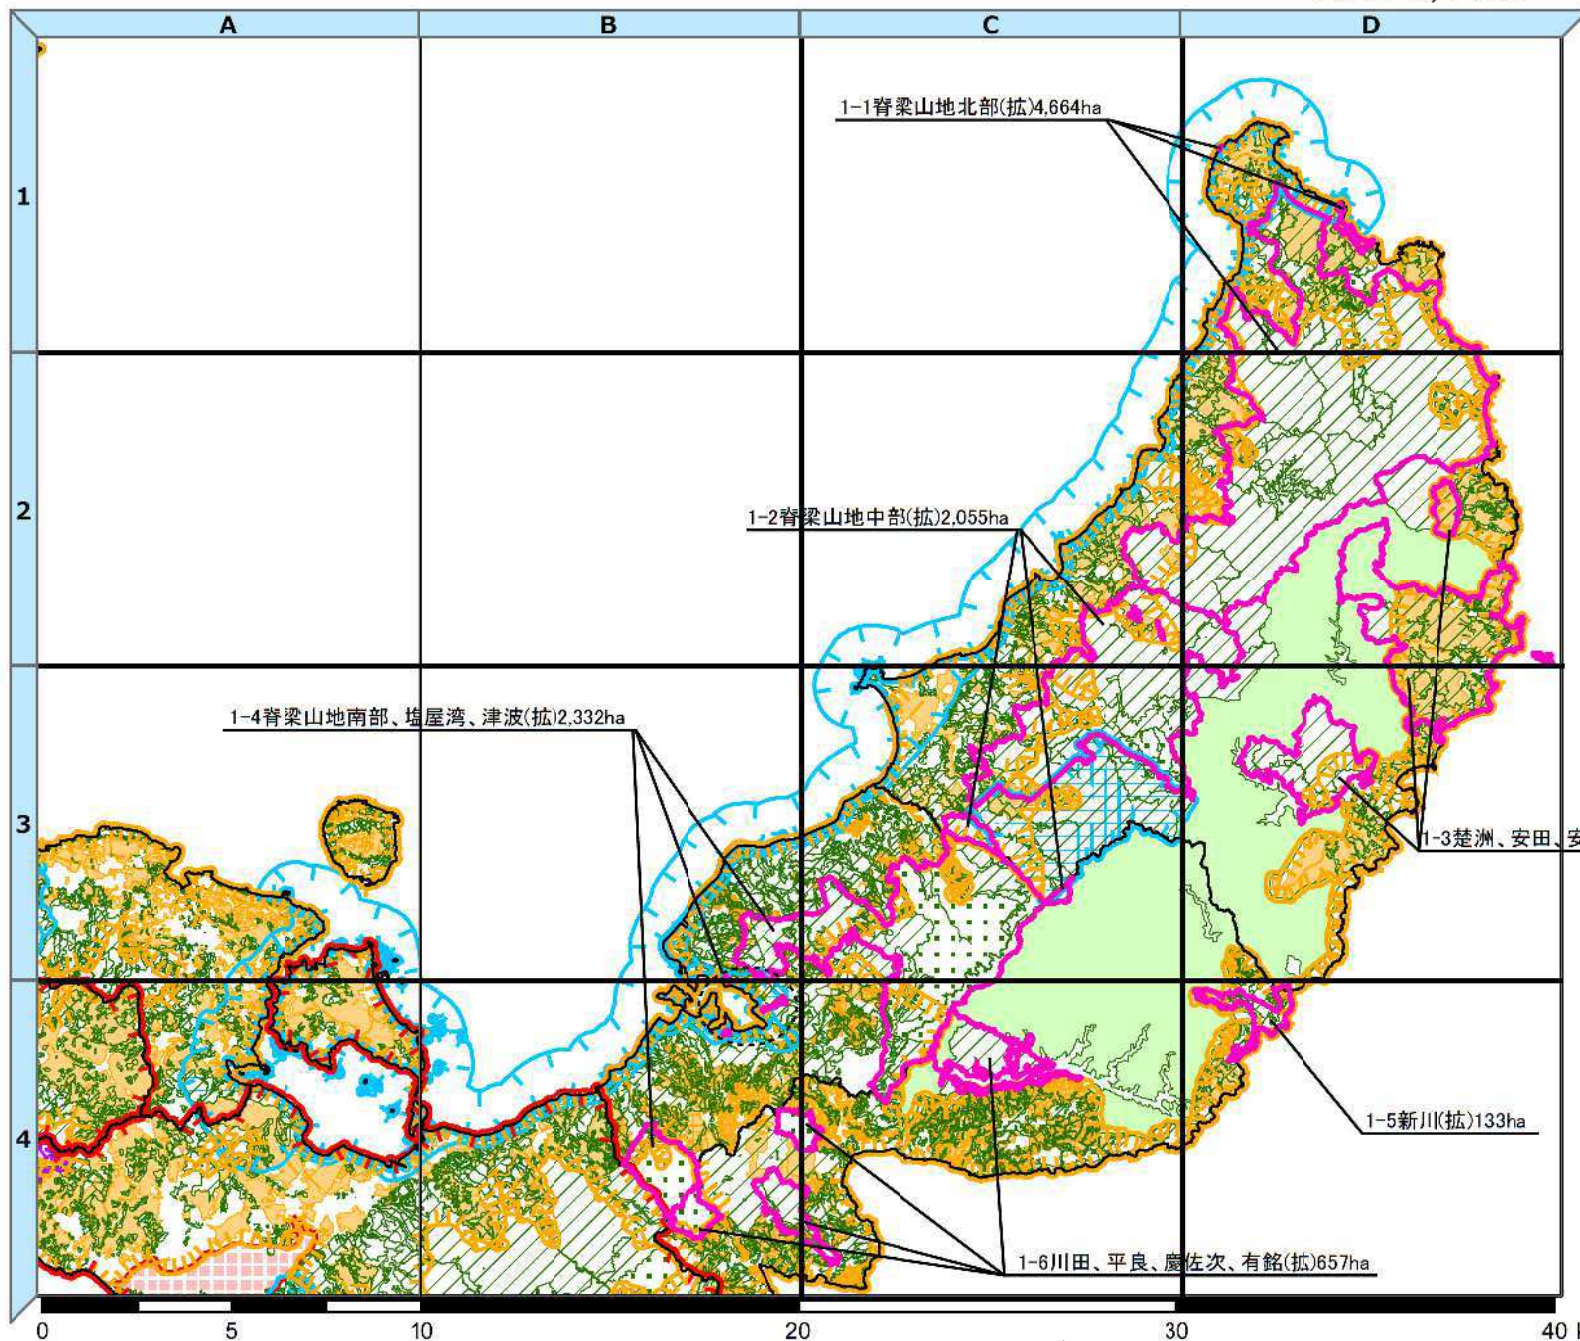 A B C D
1
1-1脊梁山地北部(拡)4,664ha
2
1-2脊梁山地中部(拡)2,055ha
1-4脊梁山地南部、塩屋湾、津波(拡)2,332ha
3
1-3楚洲、安田、安
4
1-5新川(拡)133ha
1-6川田、平良、慶佐次、有銘(拡)657ha
0 5 10 20 30 40